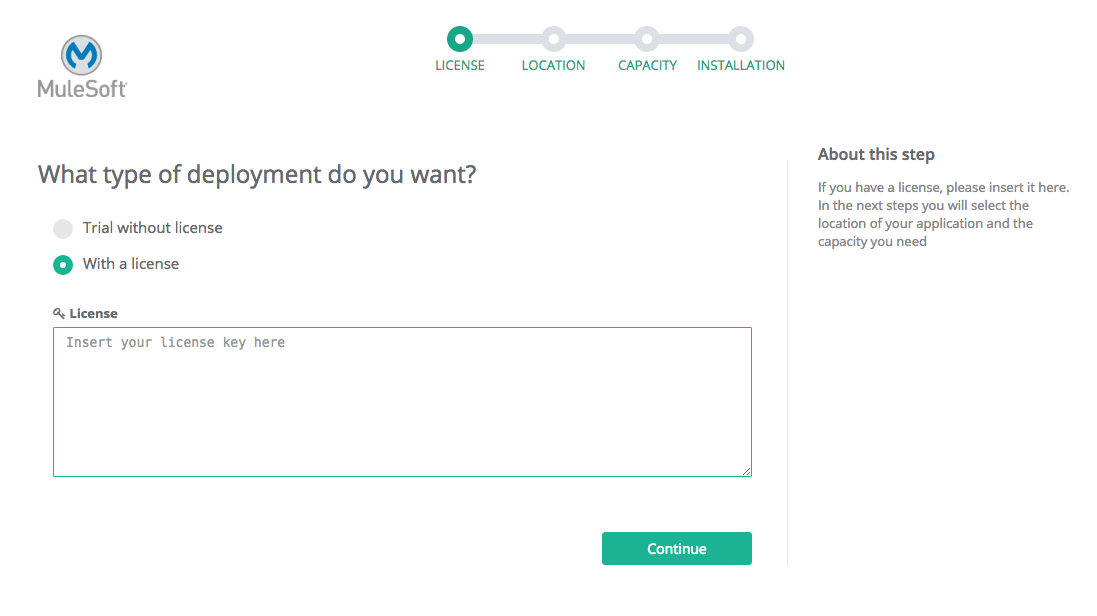 MuleSoft
LICENSE
LOCATION
CAPACITY
INSTALLATION
What type of deployment do you want?
Trial without license
With a license
License
Insert your license key here
Continue
About this step
If you have a license, please insert it here.
In the next steps you will select the
location of your application and the
capacity you need